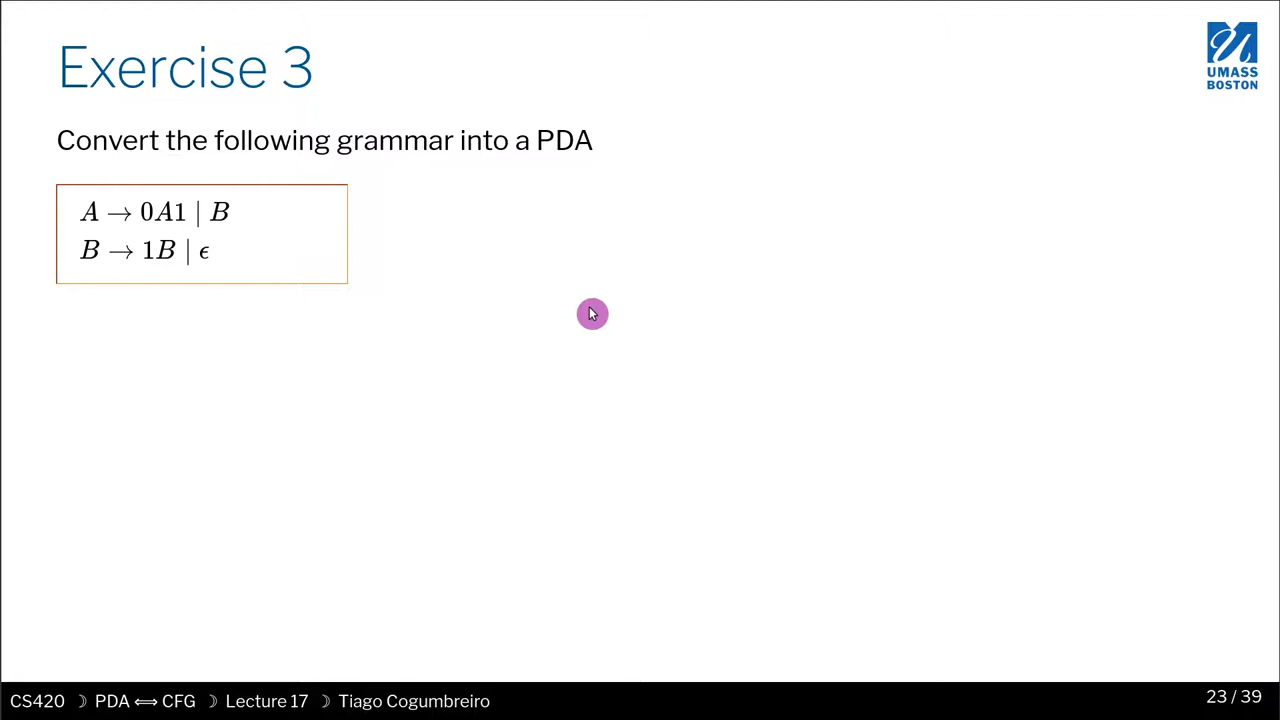 Exercise 3
UMASS
BOSTON
Convert the following grammar into a PDA
A → 0A1 | B
B → 1B | ϵ
CS420 ☽ PDA ⟺ CFG ☽ Lecture 17 ☽ Tiago Cogumbreiro
23 / 39